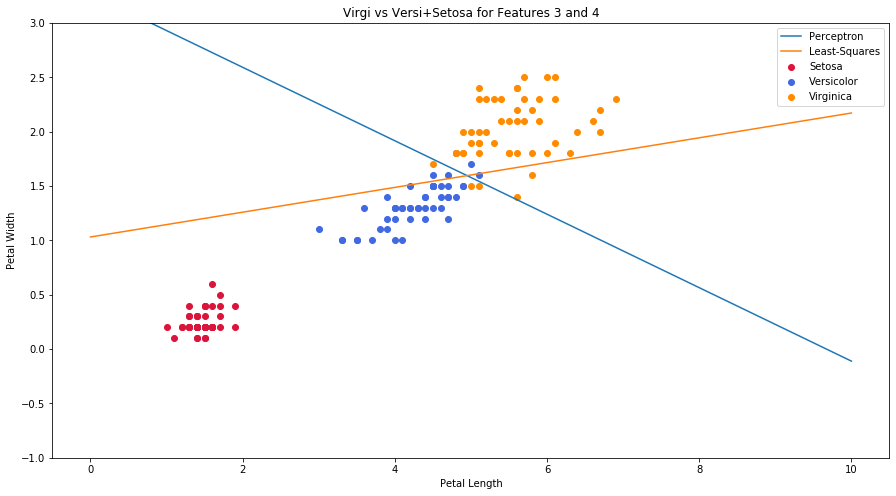 Virgi vs Versi+Setosa for Features 3 and 4
Perceptron
Least-Squares
Setosa
Versicolor
Virginica
Petal Width
3.0
2.5
2.0
1.5
1.0
0.5
0.0
−0.5
−1.0
0 2 4 6 8 10
Petal Length